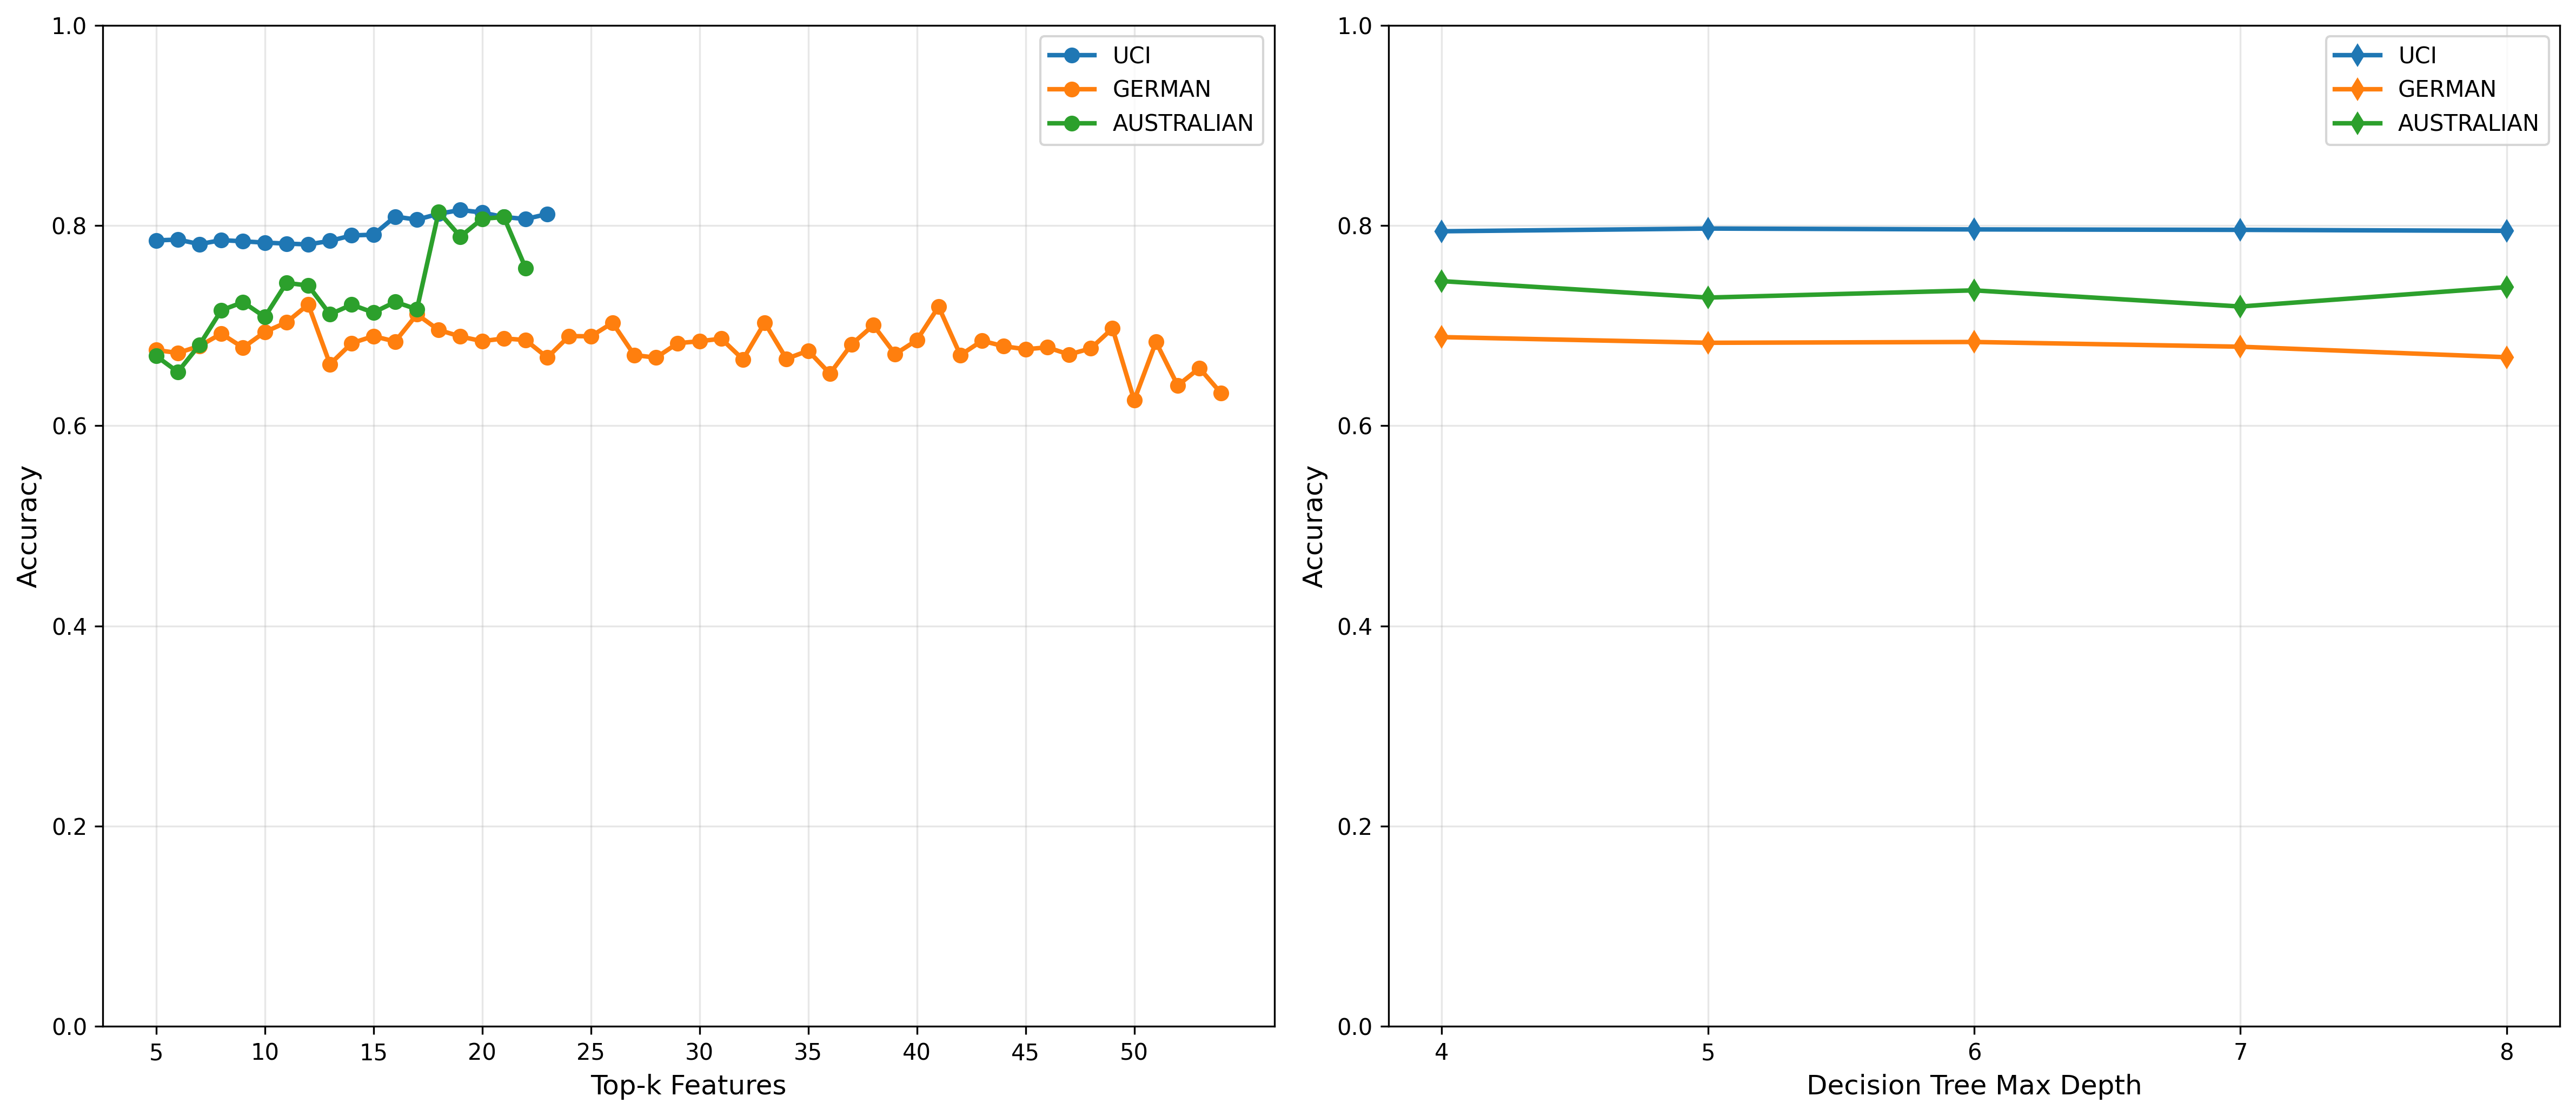 1.0
0.8
0.6
0.4
0.2
0.0
Accuracy
5 10 15 20 25 30 35 40 45 50
Top-k Features
UCI
GERMAN
AUSTRALIAN
1.0
0.8
0.6
0.4
0.2
0.0
Accuracy
4 5 6 7 8
Decision Tree Max Depth
UCI
GERMAN
AUSTRALIAN